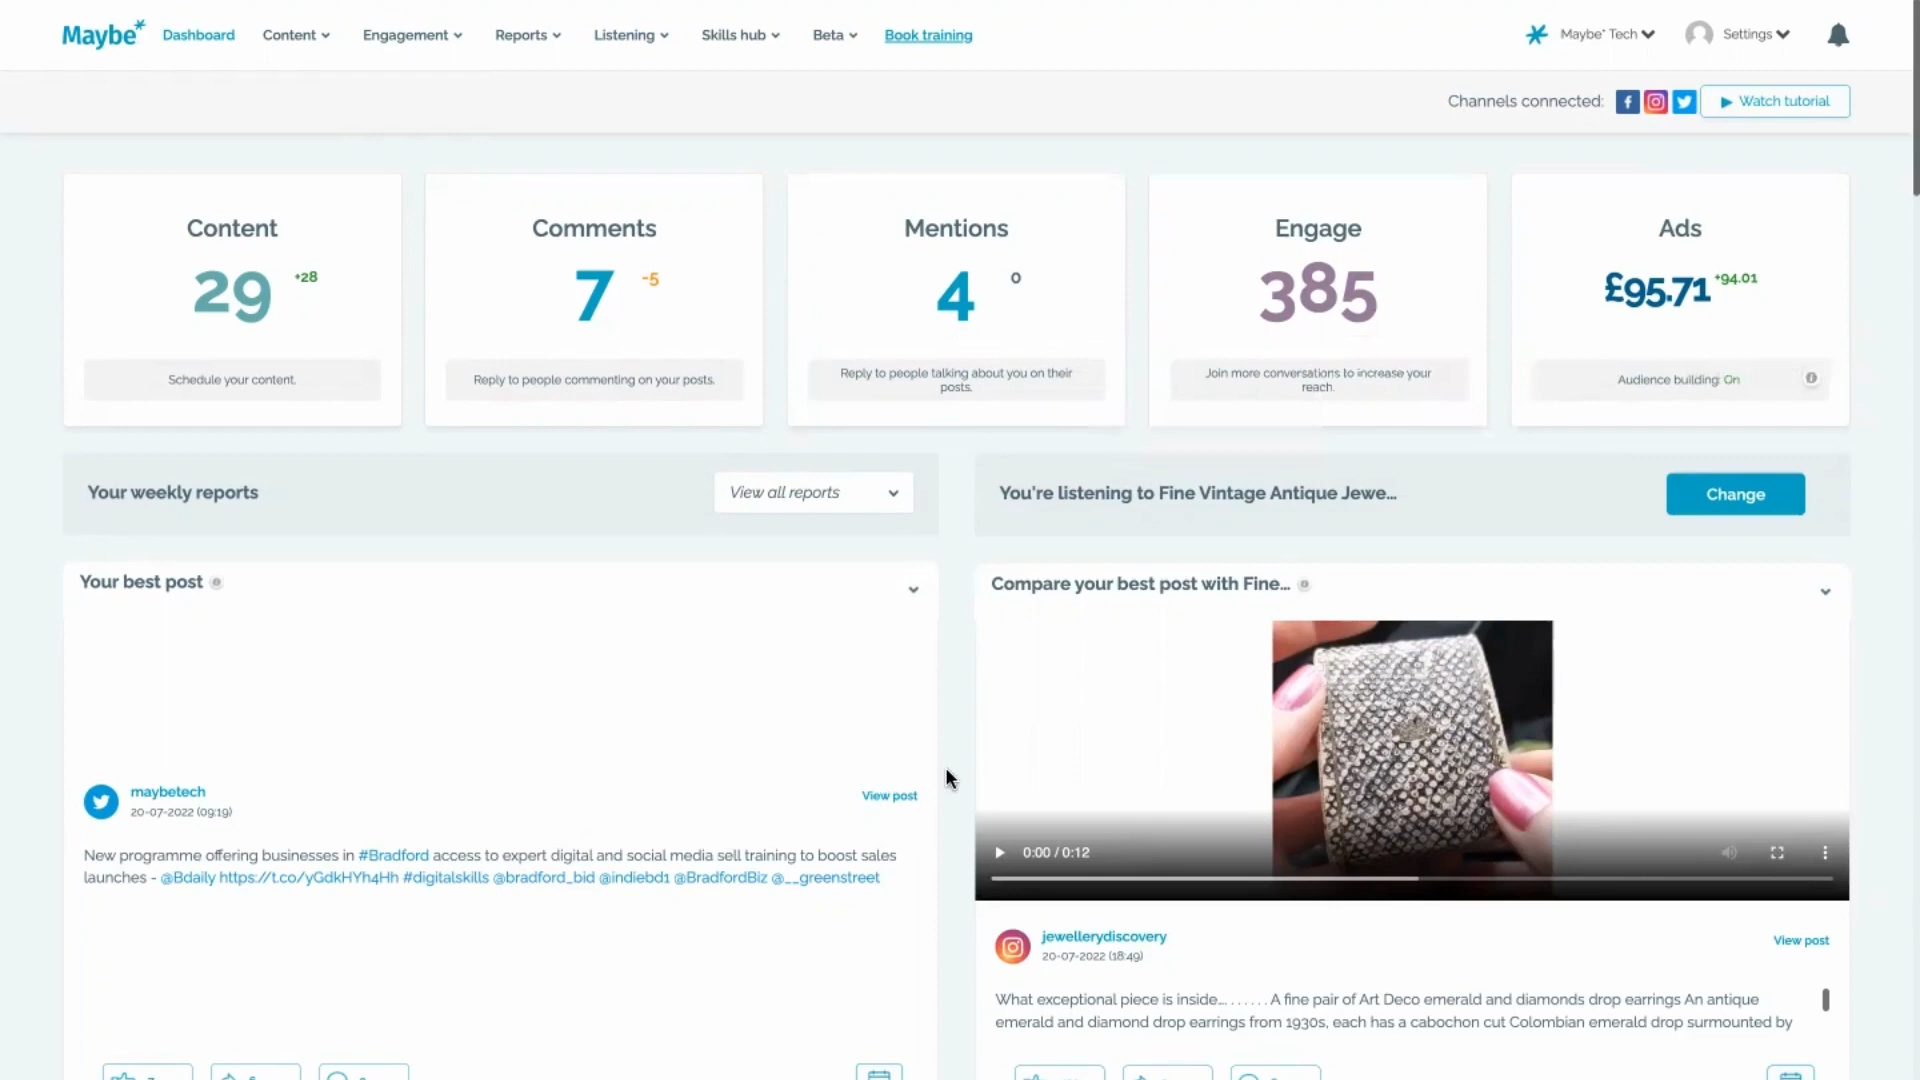 Maybe*
Dashboard
Content
Engagement
Reports
Listening
Skills hub
Beta
Book training
Maybe* Tech
Settings
Channels connected:
Watch tutorial
Content
29 +28
Schedule your content.
Comments
7 -5
Reply to people commenting on your posts.
Mentions
4 0
Reply to people talking about you on their
posts.
Engage
385
Join more conversations to increase your
reach.
Ads
£95.71 +94.01
Audience building: On
Your weekly reports
View all reports
You're listening to Fine Vintage Antique Jewe...
Change
Your best post
maybetech
20-07-2022 (09:19)
View post
New programme offering businesses in #Bradford access to expert digital and social media sell training to boost sales
launches - @Bdaily https://t.co/yGdkHYh4Hh #digitalskills @bradford_bid @indiebd1 @BradfordBiz @__greenstreet
Compare your best post with Fine...
0:00 / 0:12
jewellerydiscovery
20-07-2022 (18:49)
View post
What exceptional piece is inside... . . . . . . A fine pair of Art Deco emerald and diamonds drop earrings An antique
emerald and diamond drop earrings from 1930s, each has a cabochon cut Colombian emerald drop surmounted by